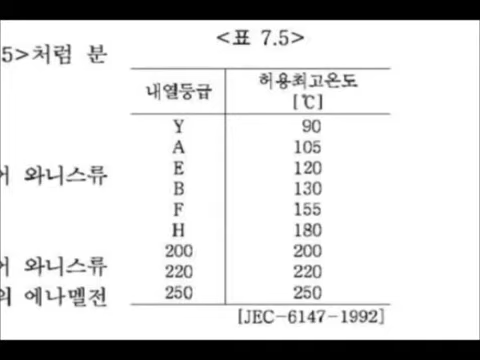 <표 7.5>
5>처럼 분
내열등급 허용최고온도
[℃]
Y 90
A 105
E 120
B 130
F 155
H 180
200 200
220 220
250 250
[JEC-6147-1992]
어 와니스류
어 와니스류
의 에나멜전